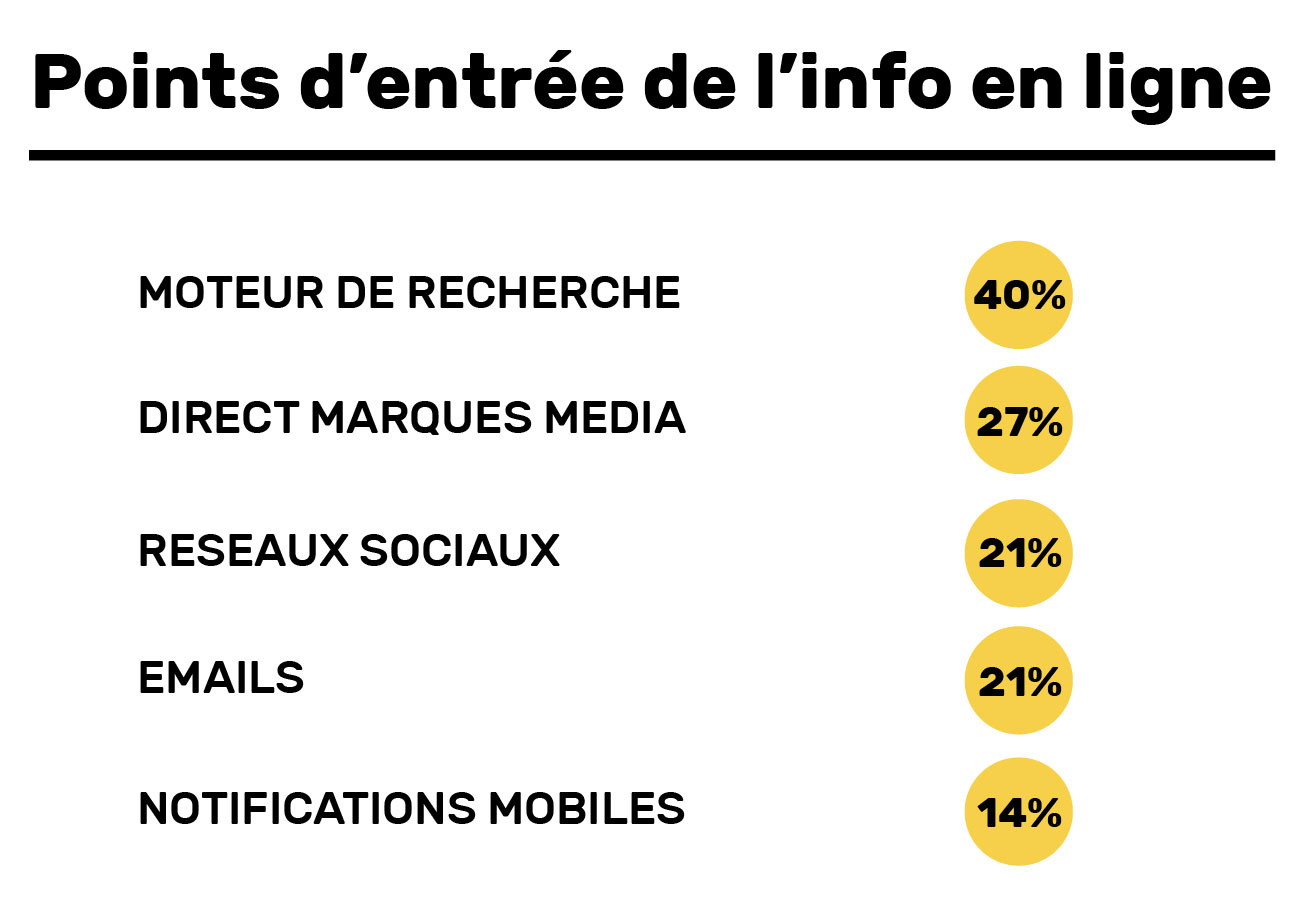 Points d’entrée de l’info en ligne
MOTEUR DE RECHERCHE 40%
DIRECT MARQUES MEDIA 27%
RESEAUX SOCIAUX 21%
EMAILS 21%
NOTIFICATIONS MOBILES 14%